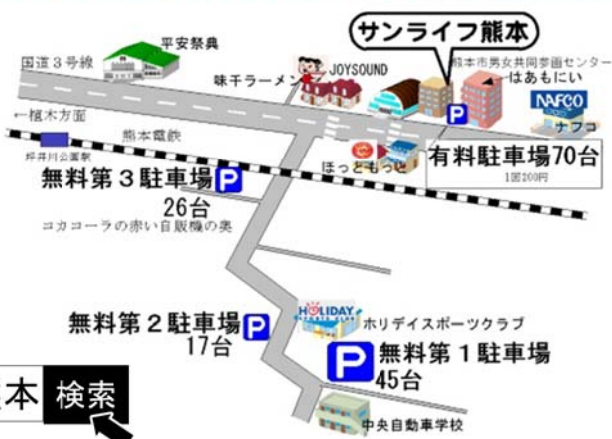 サンライフ熊本
平安祭典
国道3号線
味千ラーメン
JOYSOUND
熊本市男女共同参画センター
はあもにい
NAFCO
ナフコ
←植木方面
熊本電鉄
坪井川公園駅
ほっともっと
有料駐車場70台
1回200円
無料第3駐車場
26台
コカコーラの赤い自販機の奥
HOLIDAY
SPORTS CLUB
ホリデイスポーツクラブ
無料第2駐車場
17台
無料第1駐車場
45台
本 検索
中央自動車学校
P
P
P
P